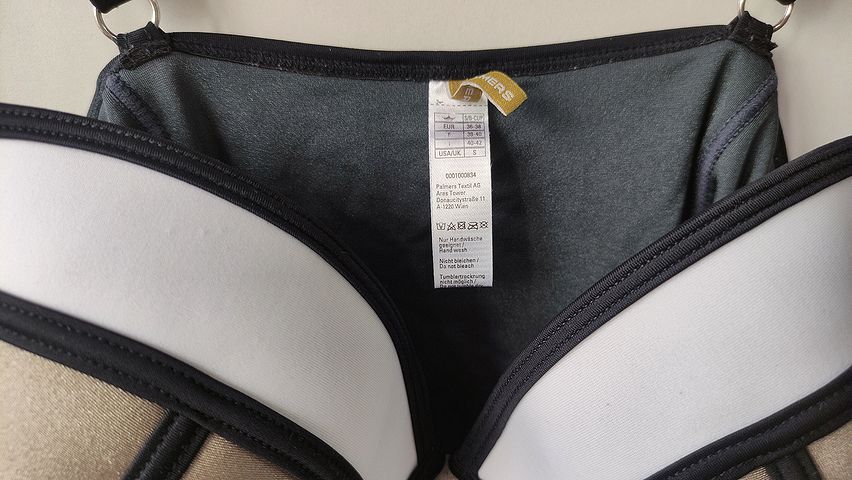 MERS
S/B-CUP
EUR 36-38
F 38-40
I 40-42
USA/UK S
0001000834
Palmers Textil AG
Ares Tower
Donaucitystraße 11
A-1220 Wien
Nur Handwäsche
geeignet /
Hand wash
Nicht bleichen /
Do not bleach
Tumblertrocknung
nicht möglich /